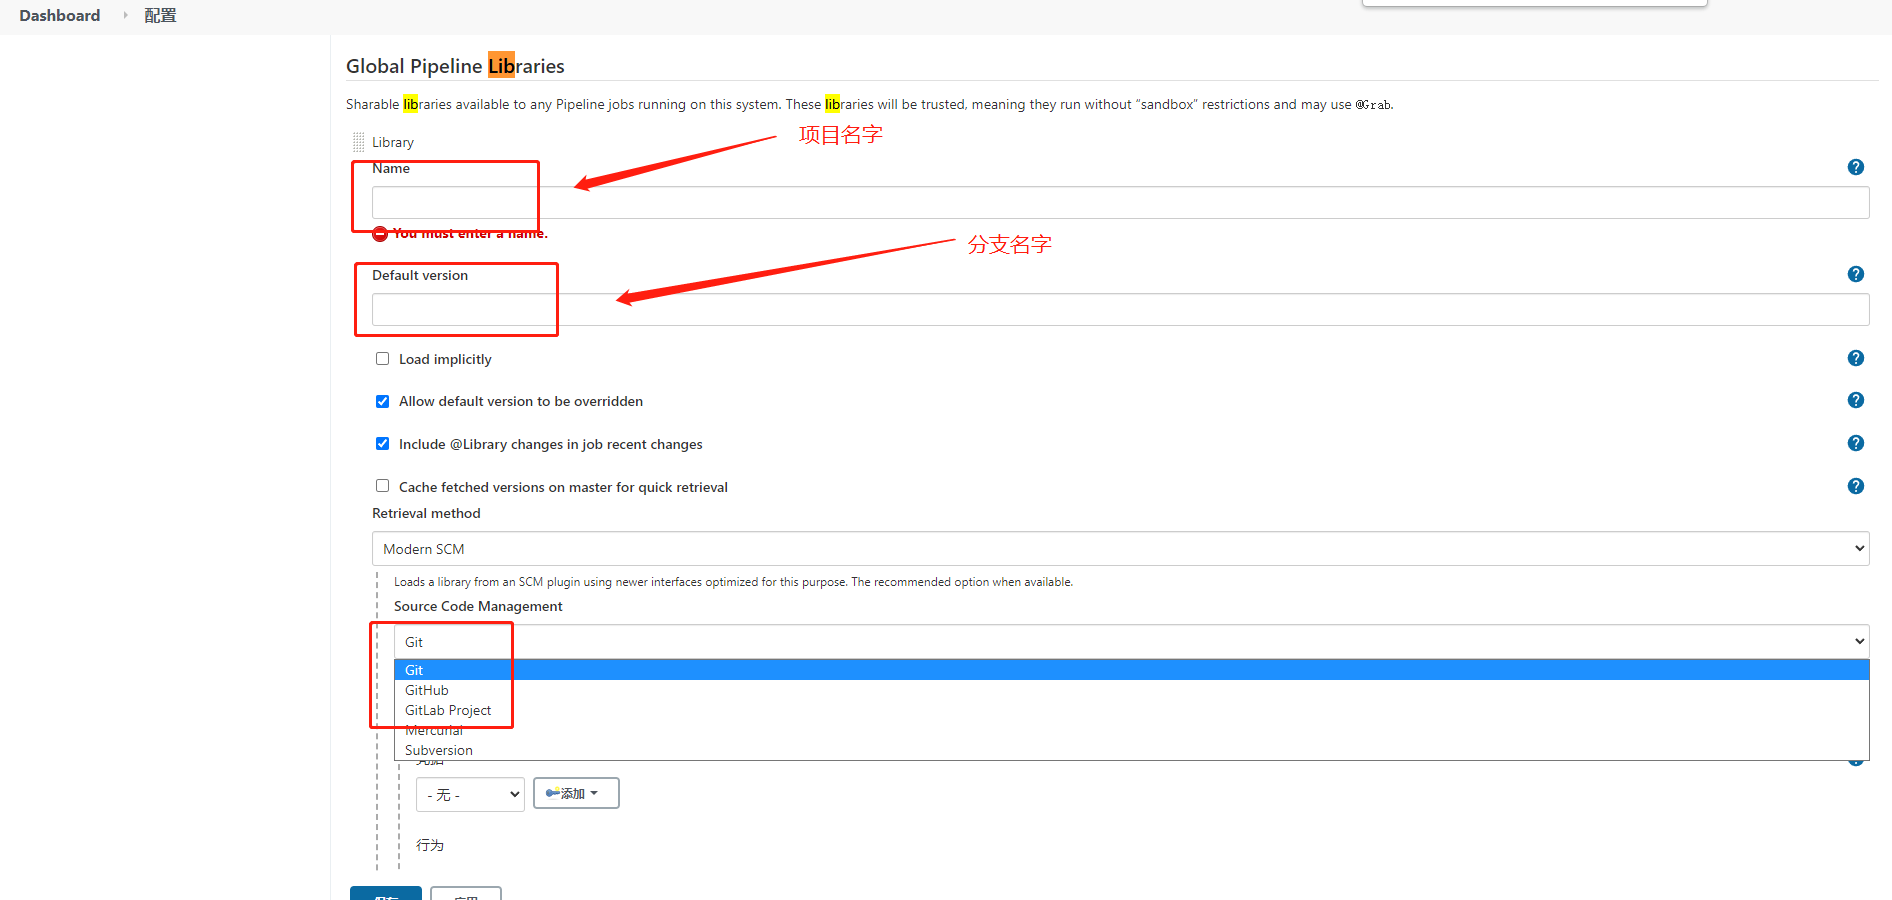 Dashboard 配置
Global Pipeline Libraries
Sharable libraries available to any Pipeline jobs running on this system. These libraries will be trusted, meaning they run without “sandbox” restrictions and may use @Grab.
项目名字
Library
Name
You must enter a name.
分支名字
Default version
Load implicitly
Allow default version to be overridden
Include @Library changes in job recent changes
Cache fetched versions on master for quick retrieval
Retrieval method
Modern SCM
Loads a library from an SCM plugin using newer interfaces optimized for this purpose. The recommended option when available.
Source Code Management
Git
Git
GitHub
GitLab Project
Mercurial
Subversion
- 无 - 添加
行为
保存 应用